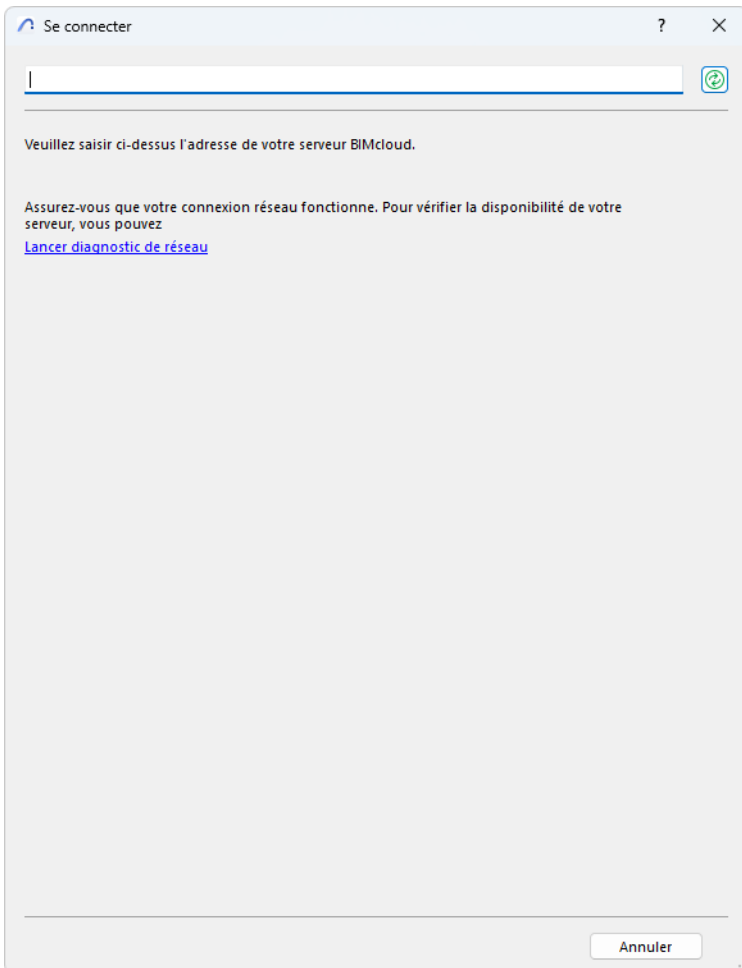 Se connecter
?
Veuillez saisir ci-dessus l'adresse de votre serveur BIMcloud.
Assurez-vous que votre connexion réseau fonctionne. Pour vérifier la disponibilité de votre
serveur, vous pouvez
Lancer diagnostic de réseau
Annuler